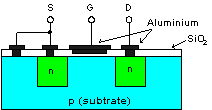 S G D
Aluminium
SiO2
n n
p (subtrate)